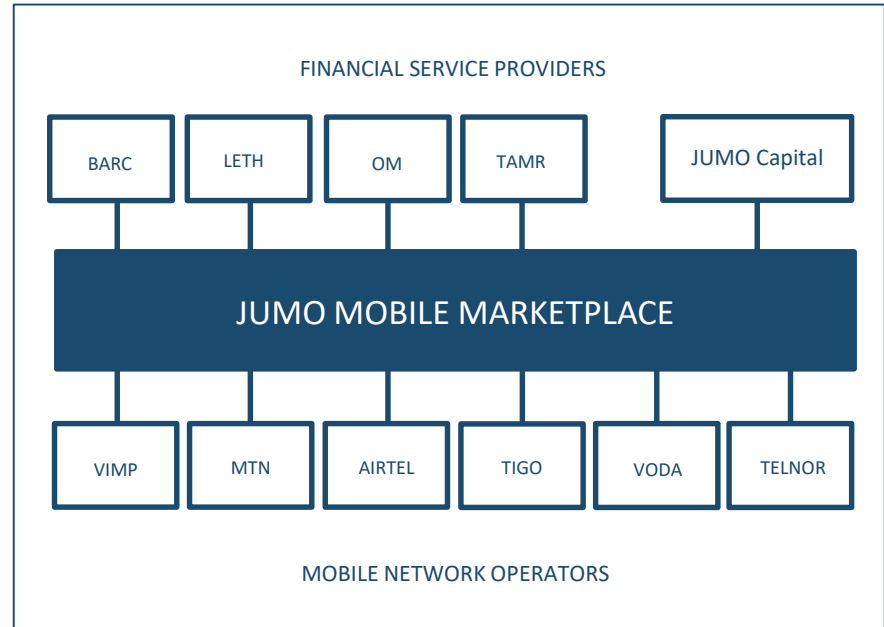 FINANCIAL SERVICE PROVIDERS
BARC
LETH
OM
TAMR
JUMO Capital
JUMO MOBILE MARKETPLACE
VIMP
MTN
AIRTEL
TIGO
VODA
TELNOR
MOBILE NETWORK OPERATORS